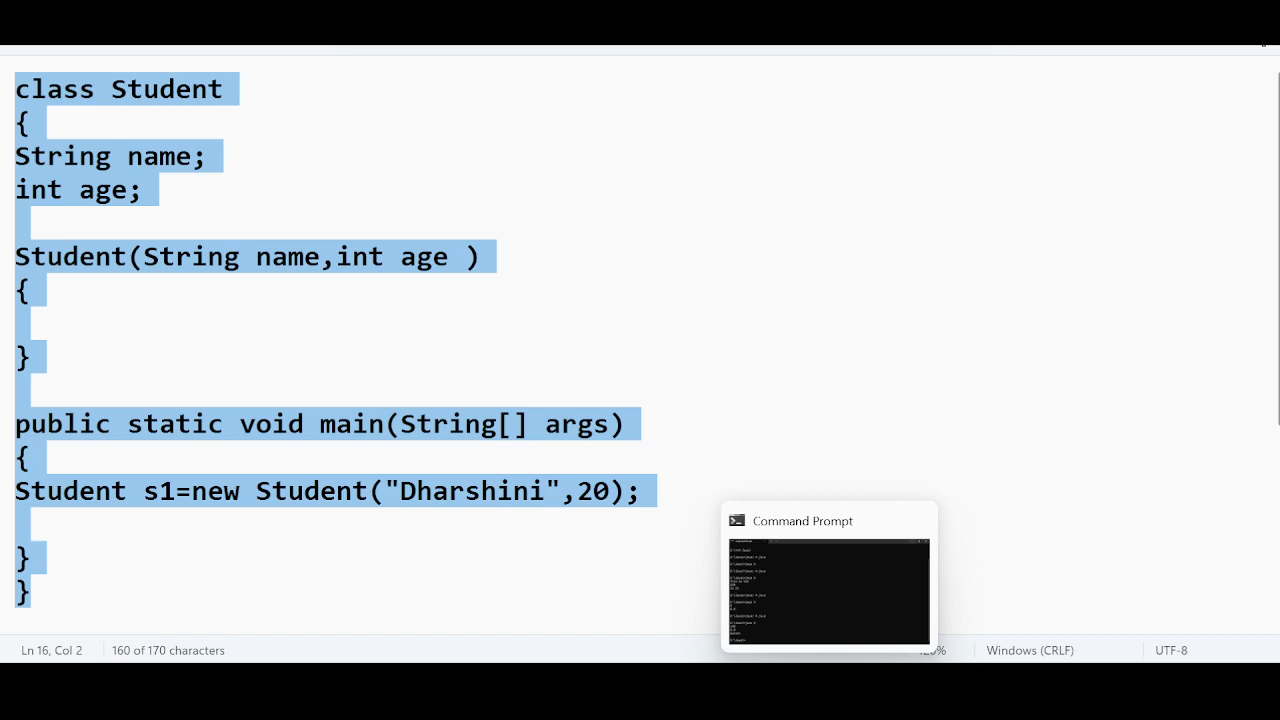 class Student
{
String name;
int age;
Student(String name,int age )
{
}
public static void main(String[] args)
{
Student s1=new Student("Dharshini",20);
}
}
Command Prompt
Ln Col 2
160 of 170 characters
Windows (CRLF)
UTF-8